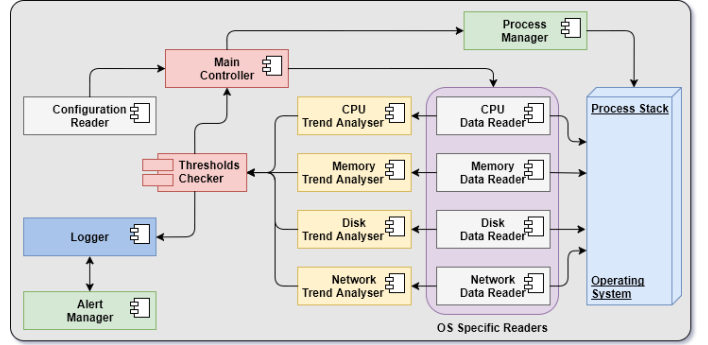 Process
Manager
Main
Controller
Configuration
Reader
CPU
Trend Analyser
CPU
Data Reader
Process Stack
Thresholds
Checker
Memory
Trend Analyser
Memory
Data Reader
Logger
Disk
Trend Analyser
Disk
Data Reader
Alert
Manager
Network
Trend Analyser
Network
Data Reader
Operating
System
OS Specific Readers